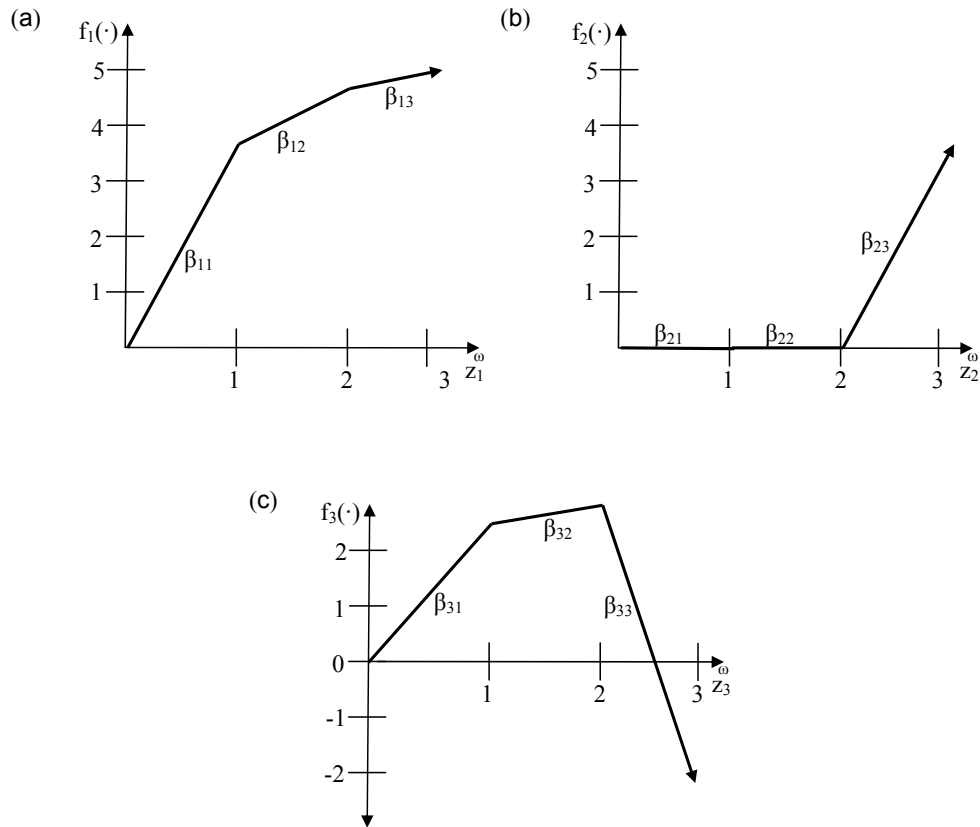 (a)
f₁(·)
5
4
3
2
1
β₁₁
β₁₂
β₁₃
1 2 3
z₁^ω
(b)
f₂(·)
5
4
3
2
1
β₂₁
β₂₂
β₂₃
1 2 3
z₂^ω
(c)
f₃(·)
2
1
0
-1
-2
β₃₁
β₃₂
β₃₃
1 2 3
z₃^ω